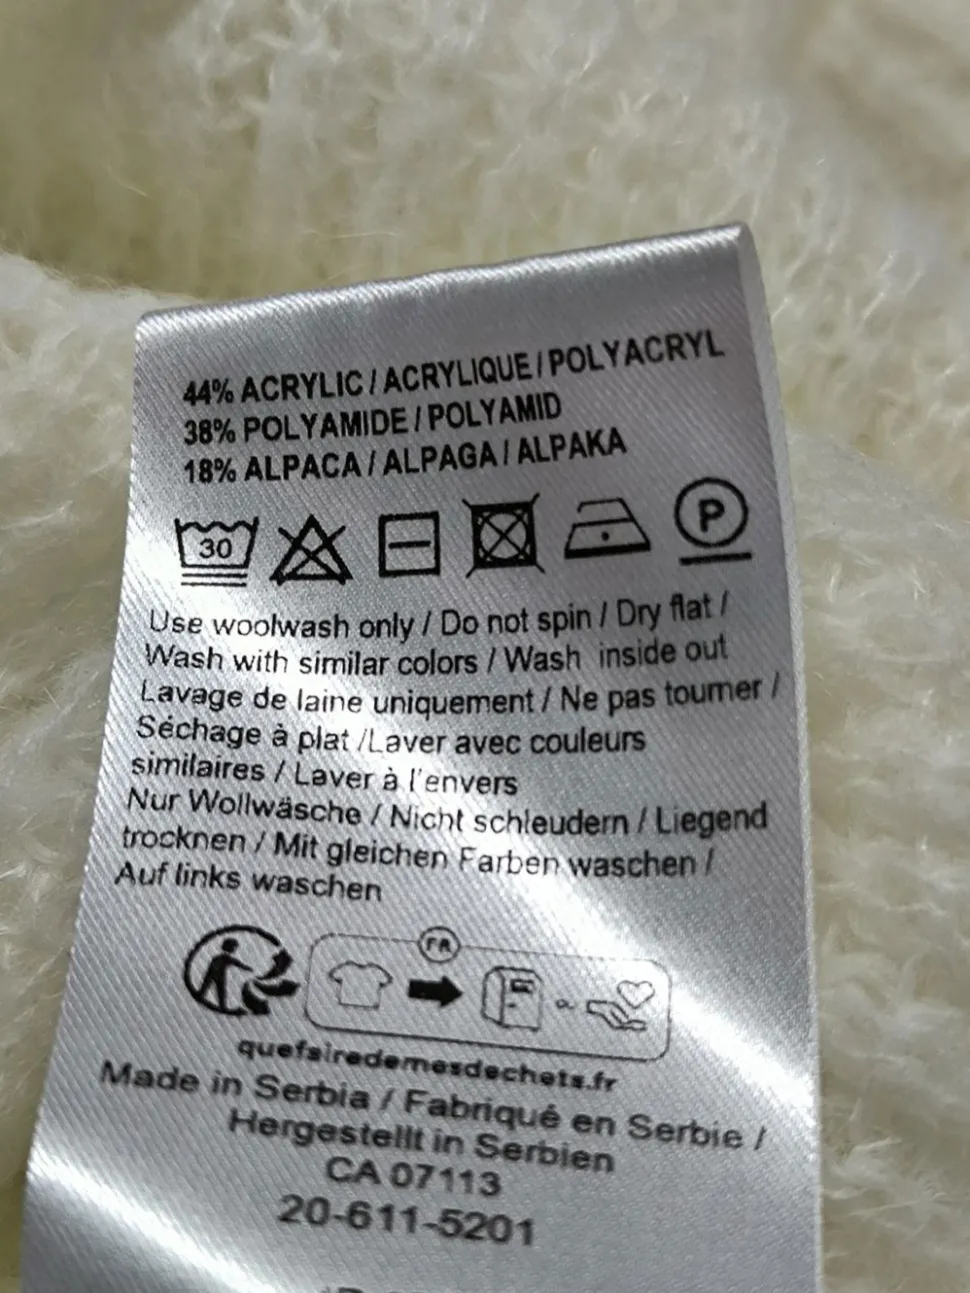 44% ACRYLIC / ACRYLIQUE / POLYACRYL
38% POLYAMIDE / POLYAMID
18% ALPACA / ALPAGA / ALPAKA
30 P
Use woolwash only / Do not spin / Dry flat /
Wash with similar colors / Wash inside out
Lavage de laine uniquement / Ne pas tourner /
Séchage à plat /Laver avec couleurs
similaires / Laver à l'envers
Nur Wollwäsche / Nicht schleudern / Liegend
trocknen / Mit gleichen Farben waschen /
Auf links waschen
FR
quefairedemesdechets.fr
Made in Serbia / Fabriqué en Serbie /
Hergestellt in Serbien
CA 07113
20-611-5201